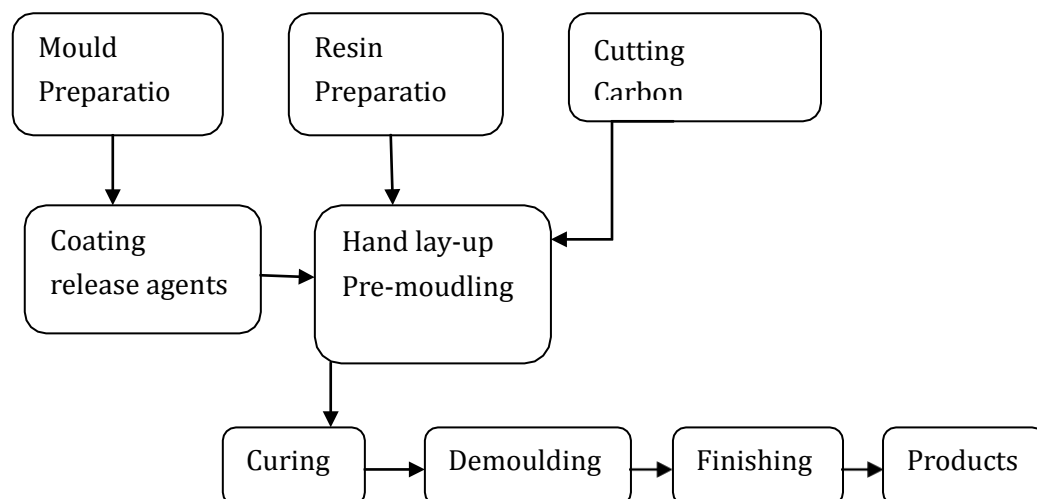 Mould
Preparatio
Resin
Preparatio
Cutting
Carbon
Coating
release agents
Hand lay-up
Pre-moudling
Curing
Demoulding
Finishing
Products